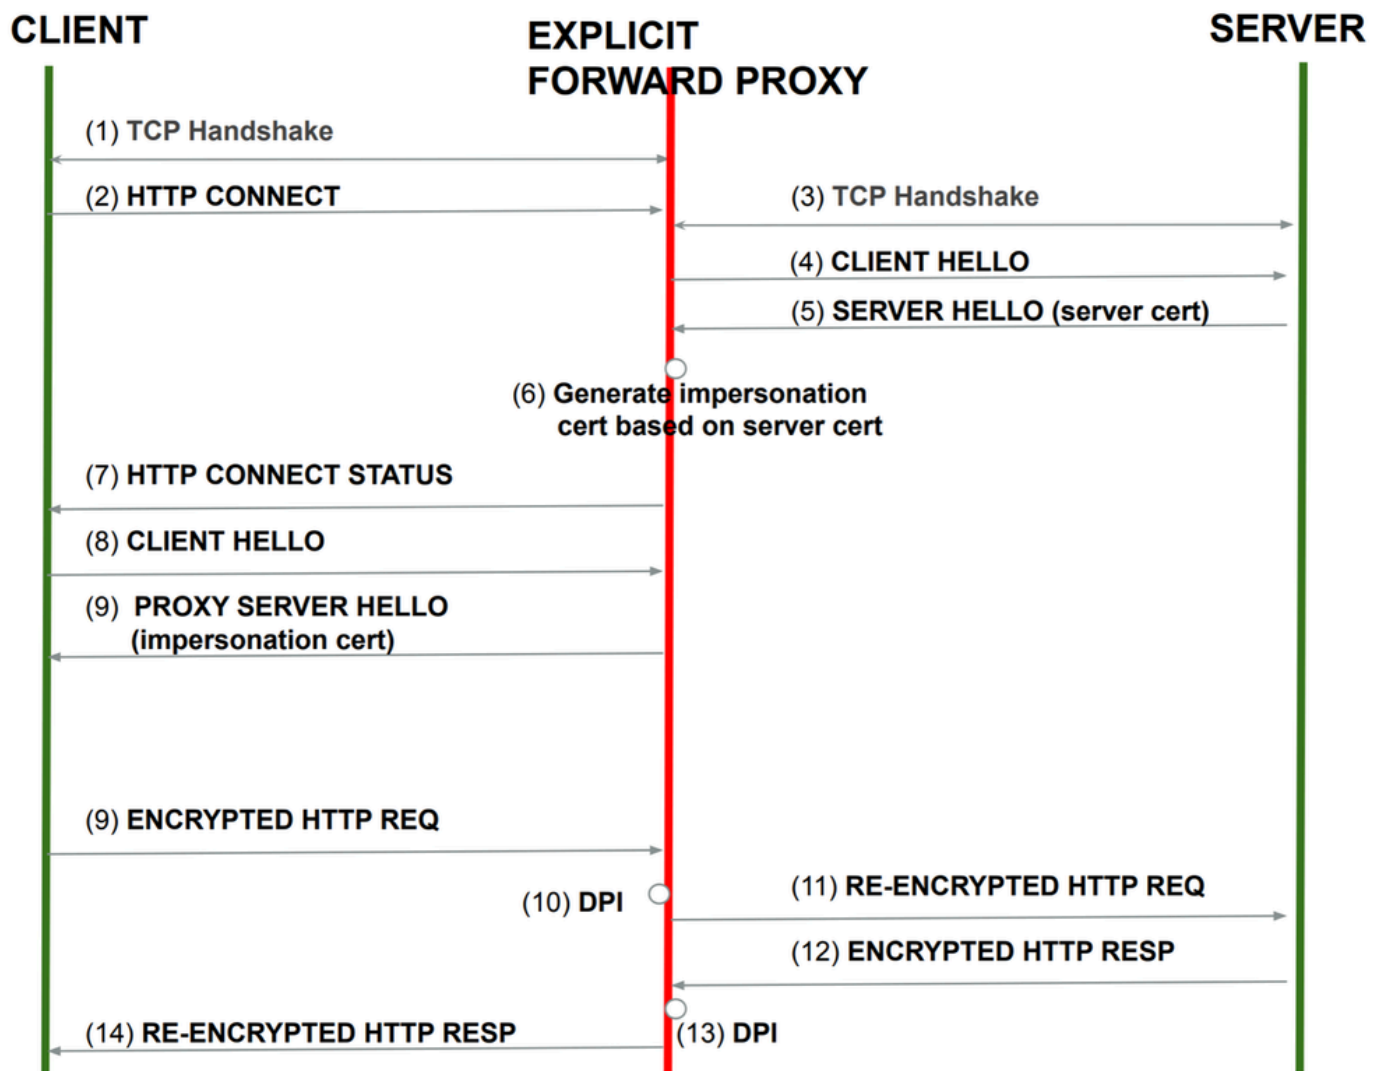 CLIENT
EXPLICIT
FORWARD PROXY
SERVER
(1) TCP Handshake
(2) HTTP CONNECT
(3) TCP Handshake
(4) CLIENT HELLO
(5) SERVER HELLO (server cert)
(6) Generate impersonation
cert based on server cert
(7) HTTP CONNECT STATUS
(8) CLIENT HELLO
(9) PROXY SERVER HELLO
(impersonation cert)
(9) ENCRYPTED HTTP REQ
(10) DPI
(11) RE-ENCRYPTED HTTP REQ
(12) ENCRYPTED HTTP RESP
(13) DPI
(14) RE-ENCRYPTED HTTP RESP